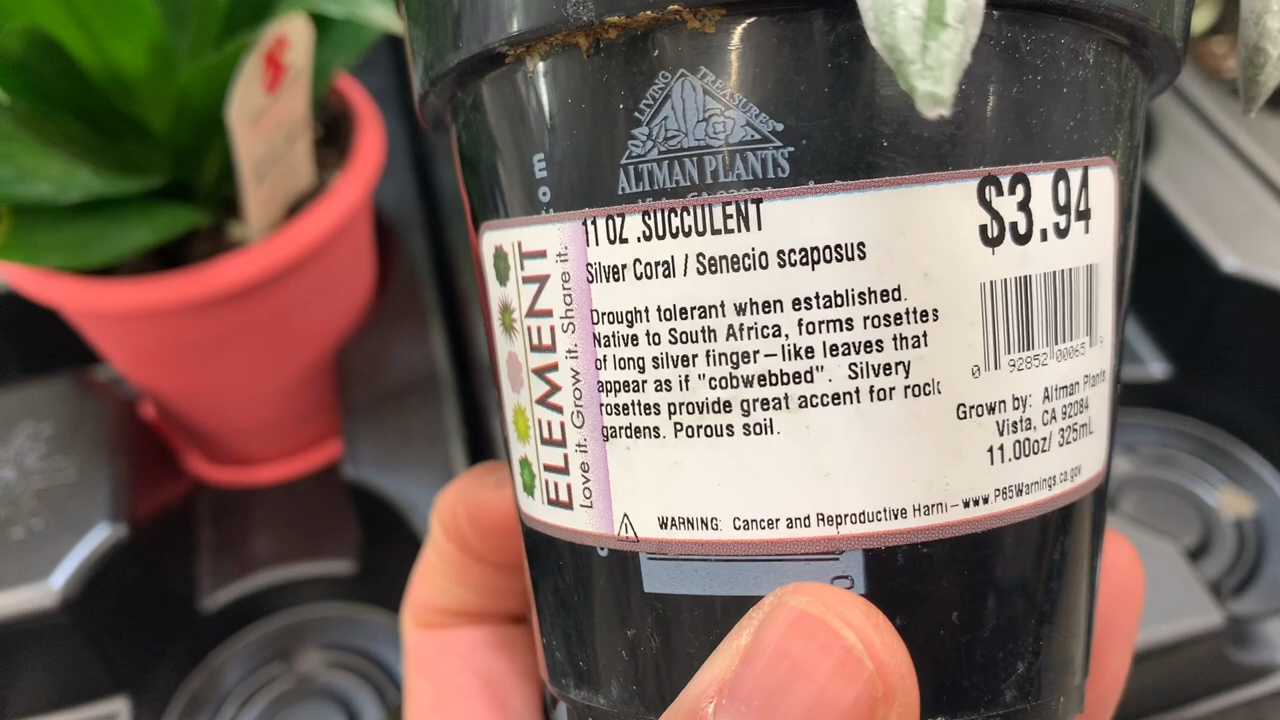 LIVING TREASURES®
ALTMAN PLANTS
11 OZ .SUCCULENT
$3.94
Silver Coral / Senecio scaposus
Drought tolerant when established.
Native to South Africa, forms rosettes
of long silver finger-like leaves that
appear as if "cobwebbed". Silvery
rosettes provide great accent for rock
gardens. Porous soil.
ELEMENT
Love it. Grow it. Share it.
0 92852 00065 9
Grown by: Altman Plants
Vista, CA 92084
11.00oz/ 325mL
WARNING: Cancer and Reproductive Harm - www.P65Warnings.ca.gov